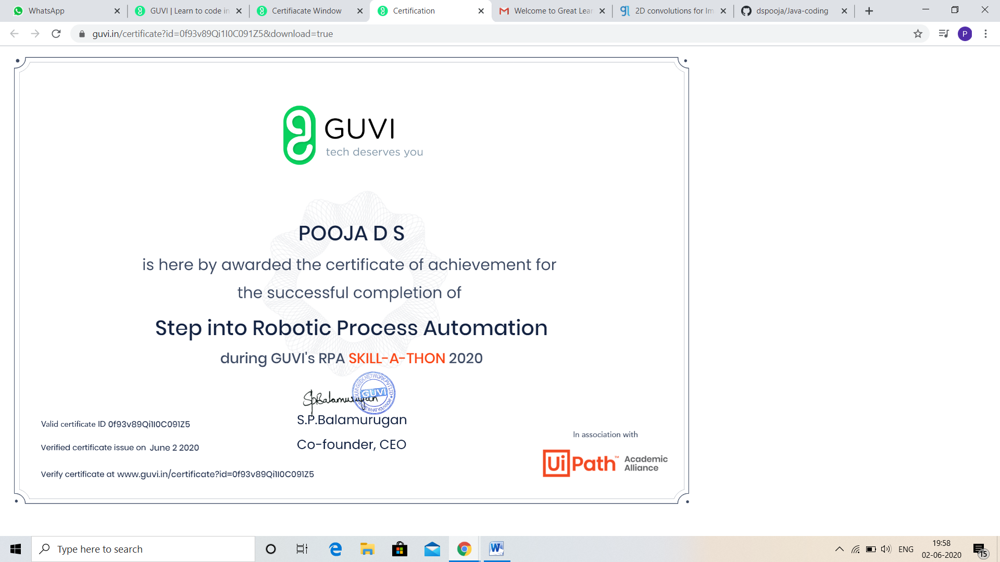 WhatsApp
GUVI | Learn to code in
Certifiacate Window
Certification
Welcome to Great Lear
2D convolutions for Im
dspooja/Java-coding
guvi.in/certificate?id=0f93v89Qi1I0C091Z5&download=true
P
GUVI
tech deserves you
POOJA D S
is here by awarded the certificate of achievement for
the successful completion of
Step into Robotic Process Automation
during GUVI's RPA SKILL-A-THON 2020
GUVI GEEK NETWORK PVT LTD
GUVI
SPBalamurugan
S.P.Balamurugan
Co-founder, CEO
Valid certificate ID 0f93v89Qi1I0C091Z5
Verified certificate issue on June 2 2020
Verify certificate at www.guvi.in/certificate?id=0f93v89Qi1I0C091Z5
In association with
UiPath™ Academic
Alliance
Type here to search
ENG
19:58
02-06-2020
15